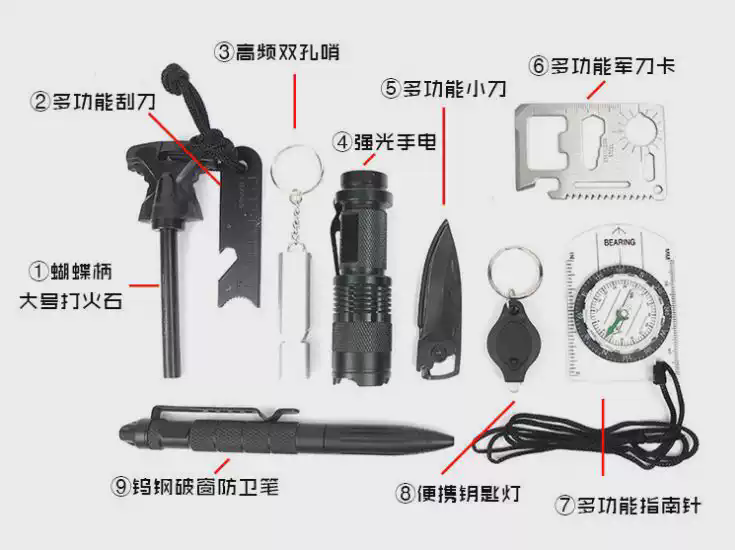 ③高频双孔哨
⑥多功能军刀卡
②多功能刮刀
⑤多功能小刀
④强光手电
BEARING
①蝴蝶柄
大号打火石
⑨钨钢破窗防卫笔
⑧便携钥匙灯
⑦多功能指南针